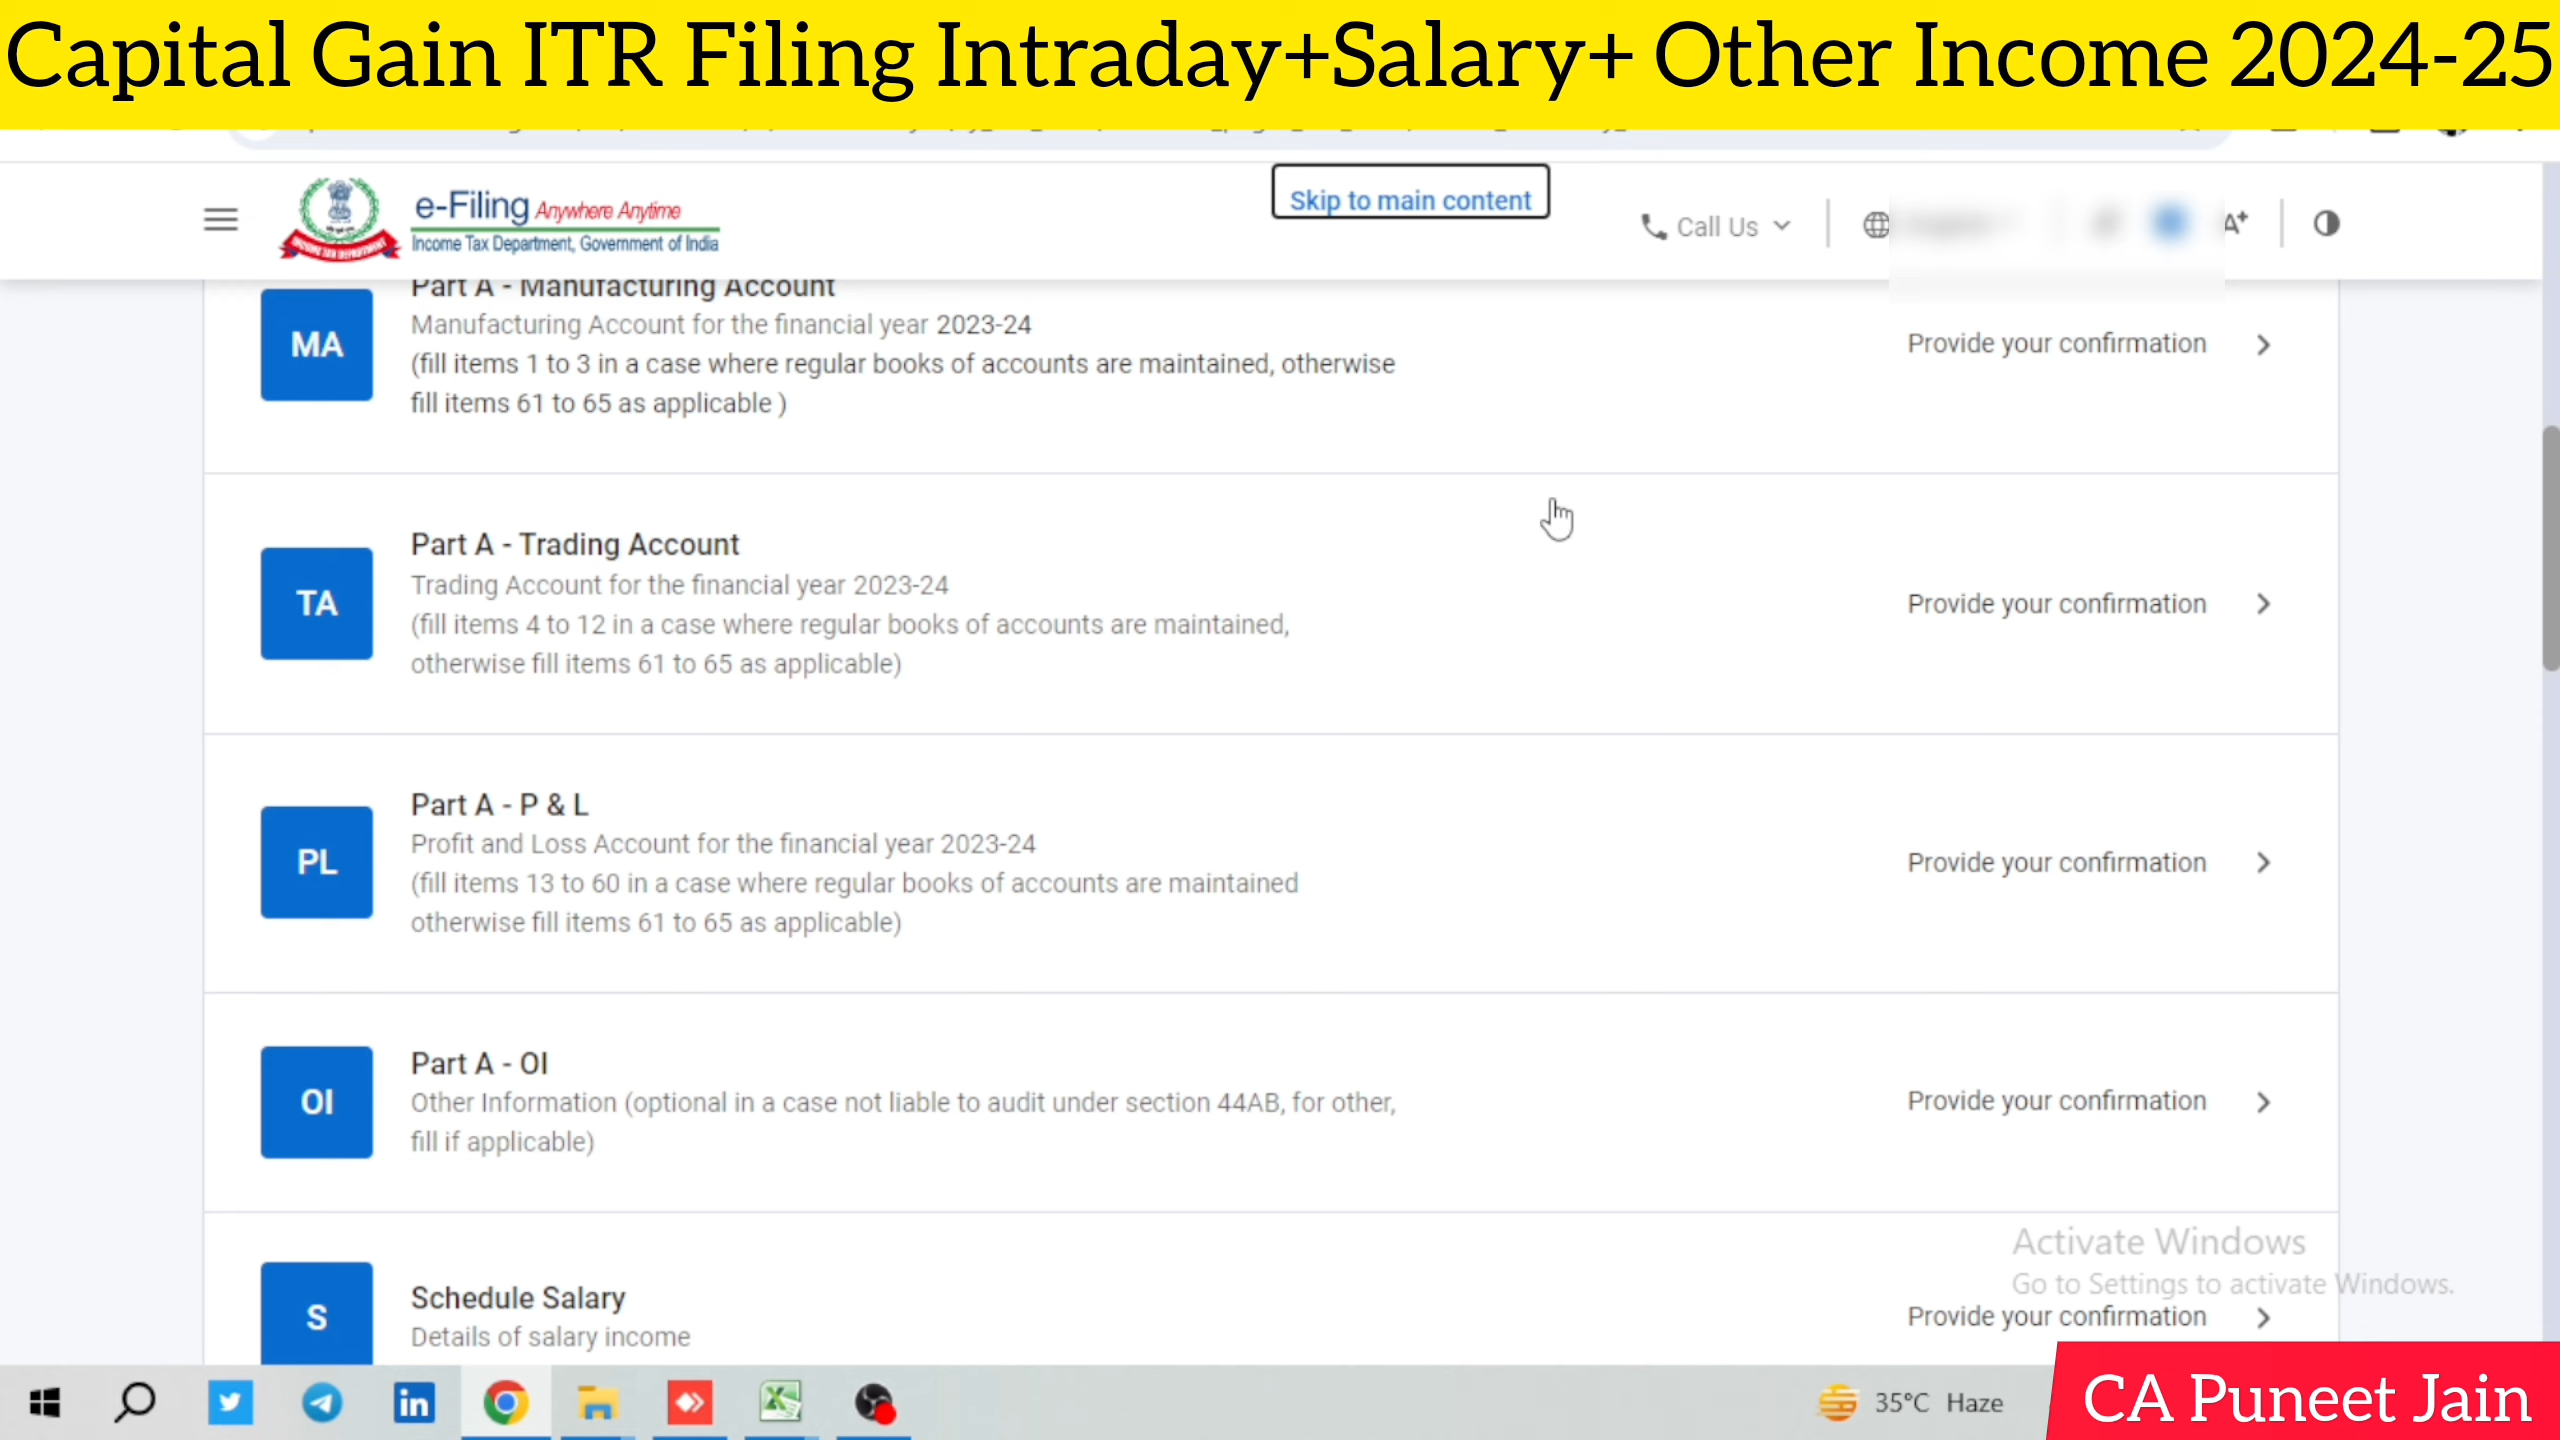 Capital Gain ITR Filing Intraday+Salary+ Other Income 2024-25
Skip to main content
e-Filing Anywhere Anytime
Income Tax Department, Government of India
Call Us
A+
Part A - Manufacturing Account
MA
Manufacturing Account for the financial year 2023-24
(fill items 1 to 3 in a case where regular books of accounts are maintained, otherwise
fill items 61 to 65 as applicable )
Provide your confirmation
TA
Part A - Trading Account
Trading Account for the financial year 2023-24
(fill items 4 to 12 in a case where regular books of accounts are maintained,
otherwise fill items 61 to 65 as applicable)
Provide your confirmation
PL
Part A - P & L
Profit and Loss Account for the financial year 2023-24
(fill items 13 to 60 in a case where regular books of accounts are maintained
otherwise fill items 61 to 65 as applicable)
Provide your confirmation
OI
Part A - OI
Other Information (optional in a case not liable to audit under section 44AB, for other,
fill if applicable)
Provide your confirmation
S
Schedule Salary
Details of salary income
Provide your confirmation
Activate Windows
Go to Settings to activate Windows.
35°C Haze
CA Puneet Jain